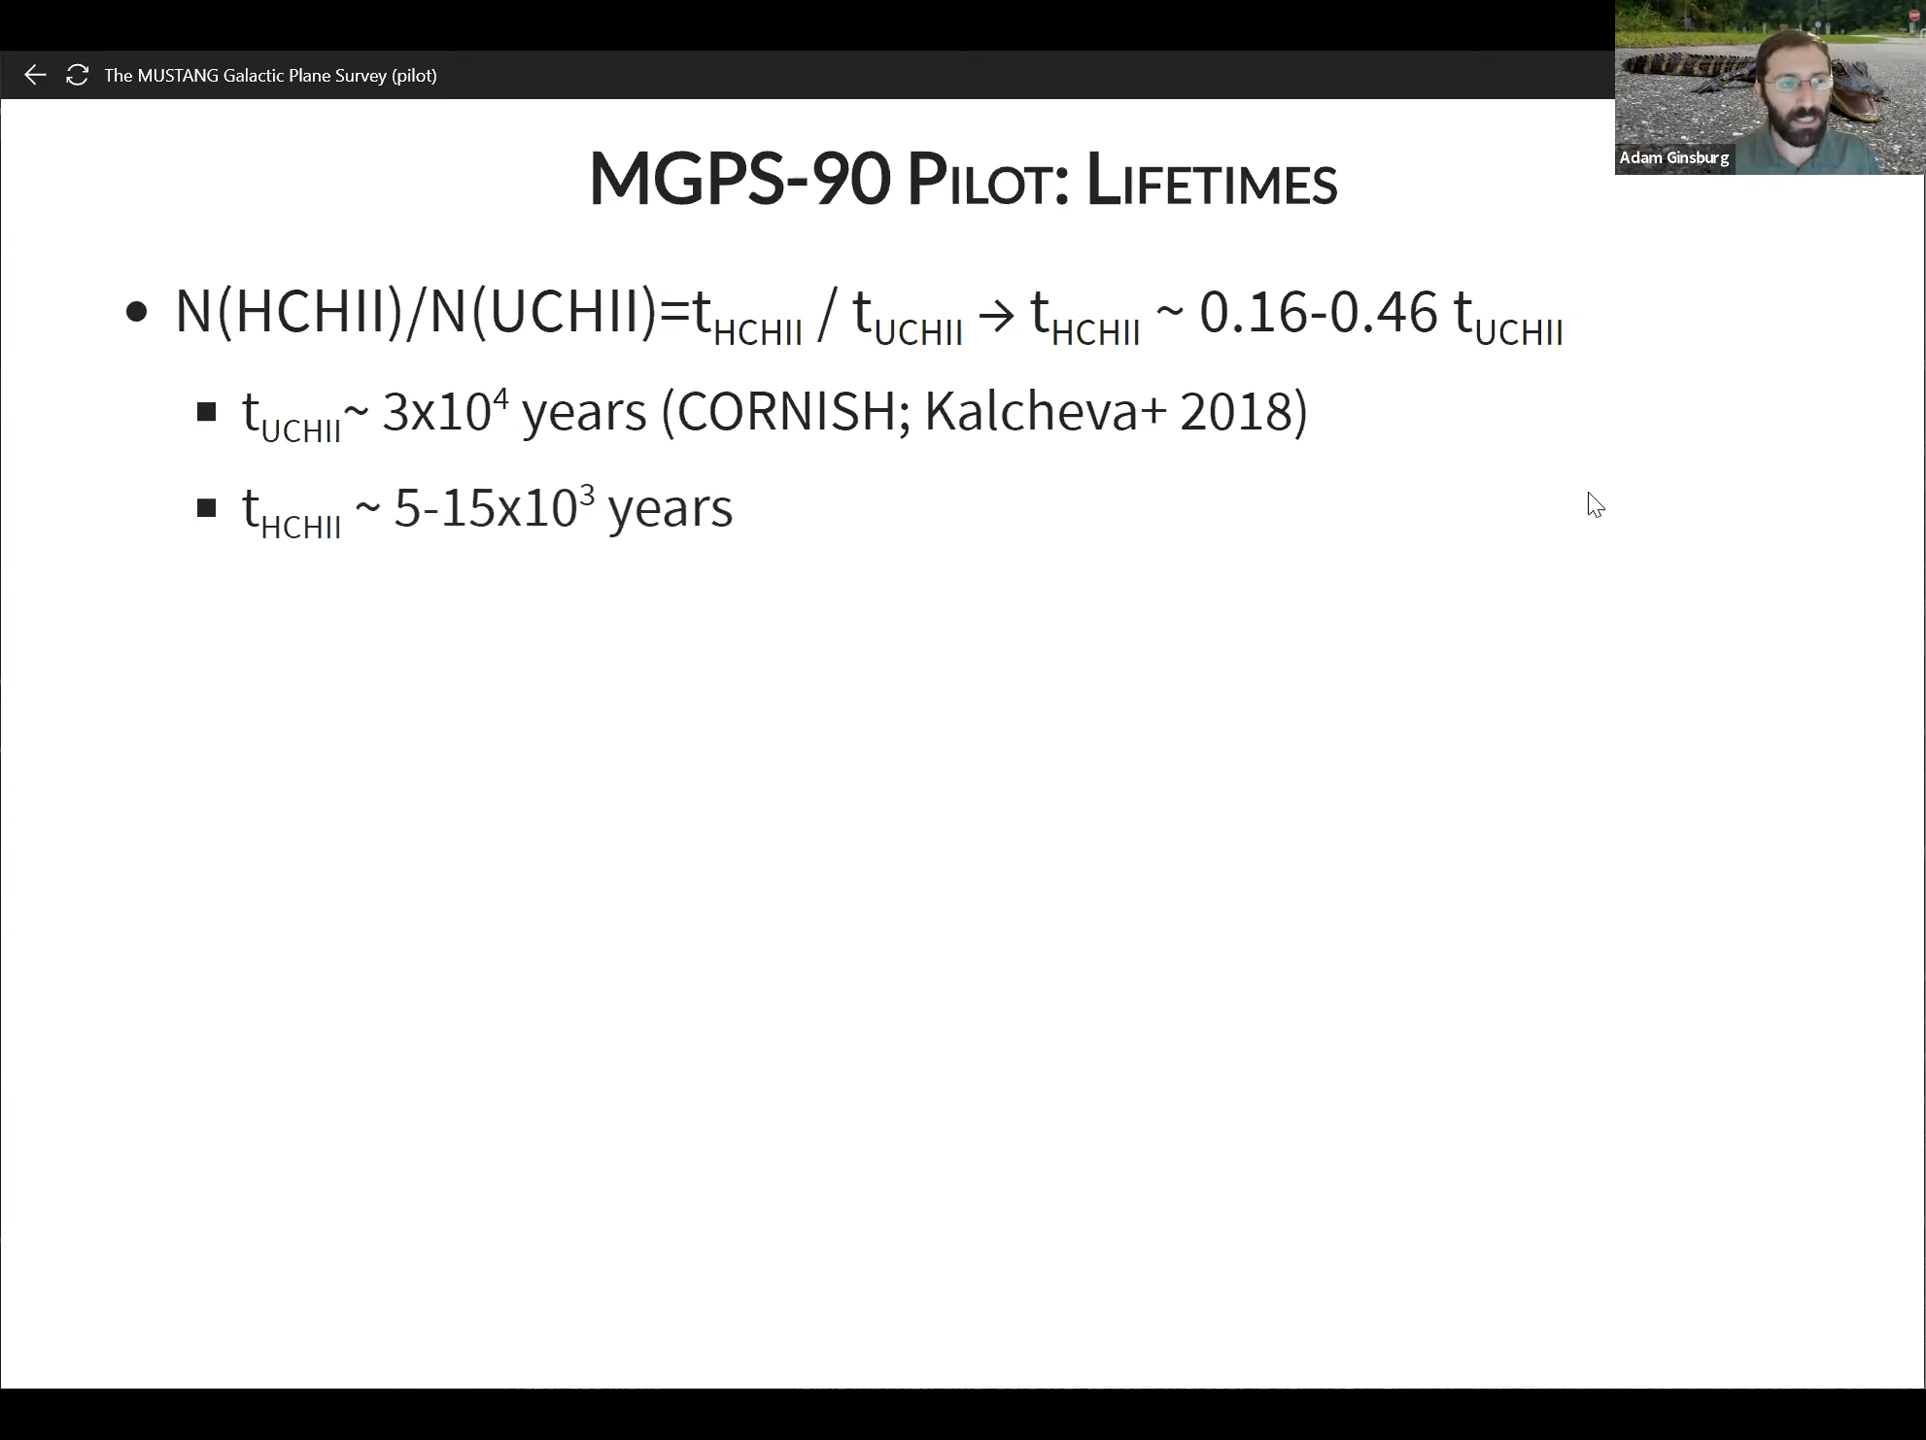 The MUSTANG Galactic Plane Survey (pilot)
Adam Ginsburg
MGPS-90 Pilot: Lifetimes
• N(HCHII)/N(UCHII)=t_HCHII / t_UCHII → t_HCHII ~ 0.16-0.46 t_UCHII
▪ t_UCHII~ 3x10⁴ years (CORNISH; Kalcheva+ 2018)
▪ t_HCHII ~ 5-15x10³ years